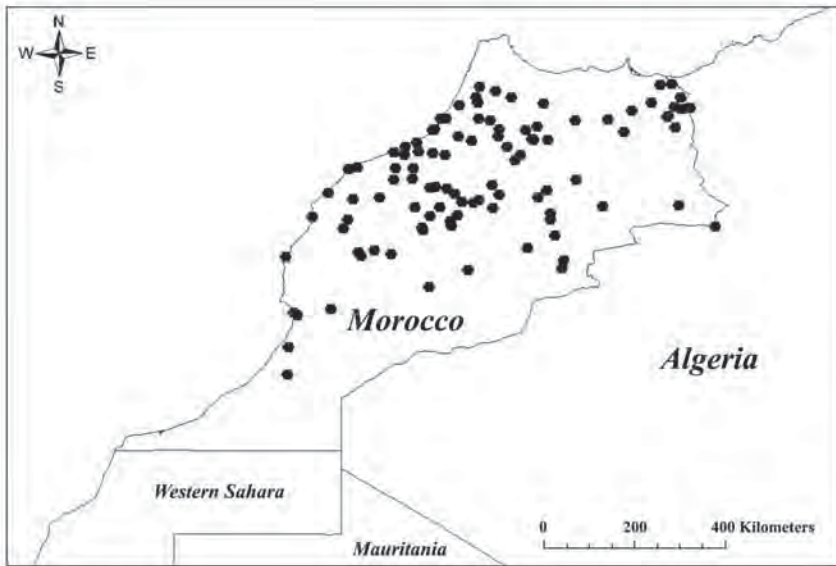 N
W E
S
Morocco
Algeria
Western Sahara
Mauritania
0 200 400 Kilometers